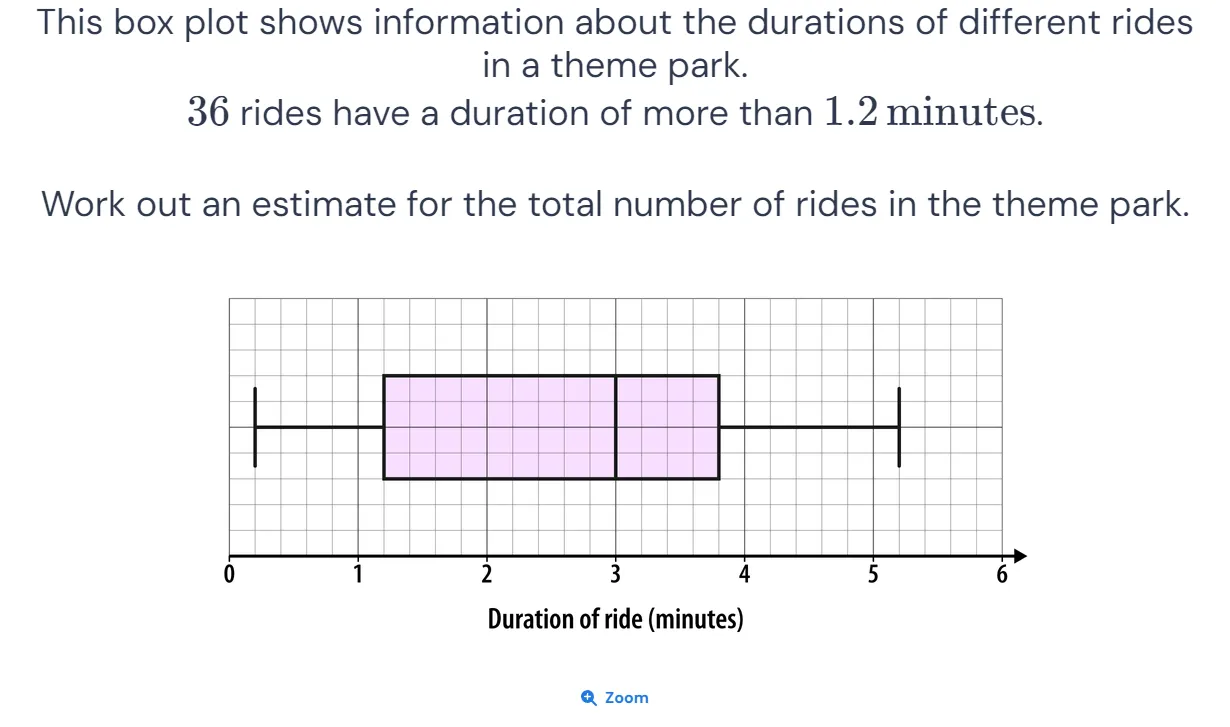 This box plot shows information about the durations of different rides
in a theme park.
36 rides have a duration of more than 1.2 minutes.
Work out an estimate for the total number of rides in the theme park.
0 1 2 3 4 5 6
Duration of ride (minutes)
Zoom